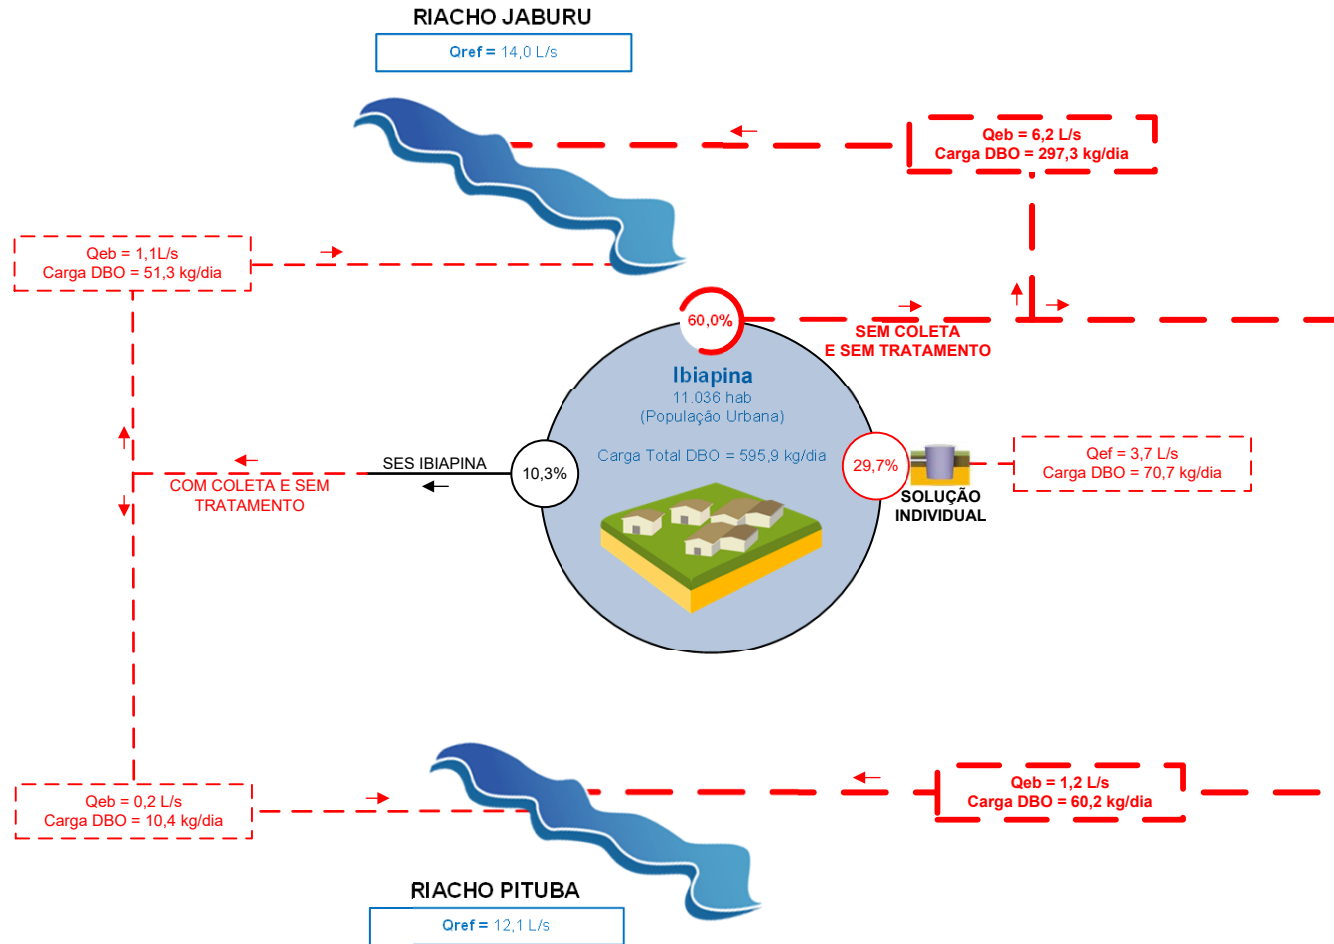 RIACHO JABURU
Qref = 14,0 L/s
Qeb = 6,2 L/s
Carga DBO = 297,3 kg/dia
Qeb = 1,1L/s
Carga DBO = 51,3 kg/dia
60,0%
SEM COLETA
E SEM TRATAMENTO
Ibiapina
11.036 hab
(População Urbana)
Carga Total DBO = 595,9 kg/dia
SES IBIAPINA
10,3%
29,7%
COM COLETA E SEM
TRATAMENTO
SOLUÇÃO
INDIVIDUAL
Qef = 3,7 L/s
Carga DBO = 70,7 kg/dia
Qeb = 0,2 L/s
Carga DBO = 10,4 kg/dia
Qeb = 1,2 L/s
Carga DBO = 60,2 kg/dia
RIACHO PITUBA
Qref = 12,1 L/s